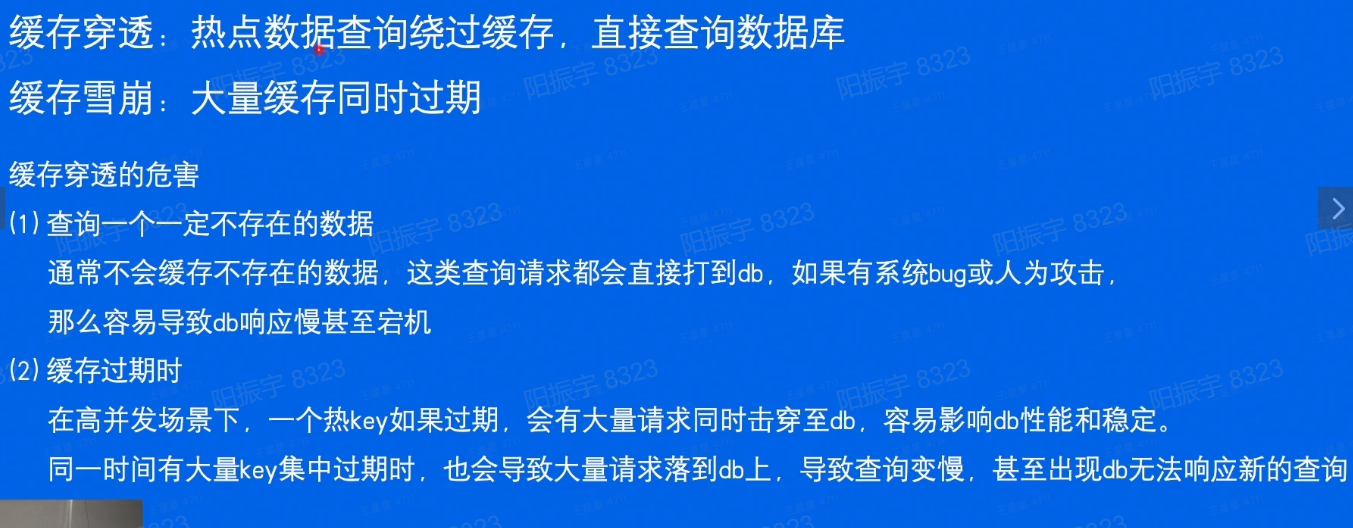 缓存穿透：热点数据查询绕过缓存，直接查询数据库
缓存雪崩：大量缓存同时过期
缓存穿透的危害
(1) 查询一个一定不存在的数据
通常不会缓存不存在的数据，这类查询请求都会直接打到db，如果有系统bug或人为攻击，
那么容易导致db响应慢甚至宕机
(2) 缓存过期时
在高并发场景下，一个热key如果过期，会有大量请求同时击穿至db，容易影响db性能和稳定。
同一时间有大量key集中过期时，也会导致大量请求落到db上，导致查询变慢，甚至出现db无法响应新的查询
阳振宇 8323